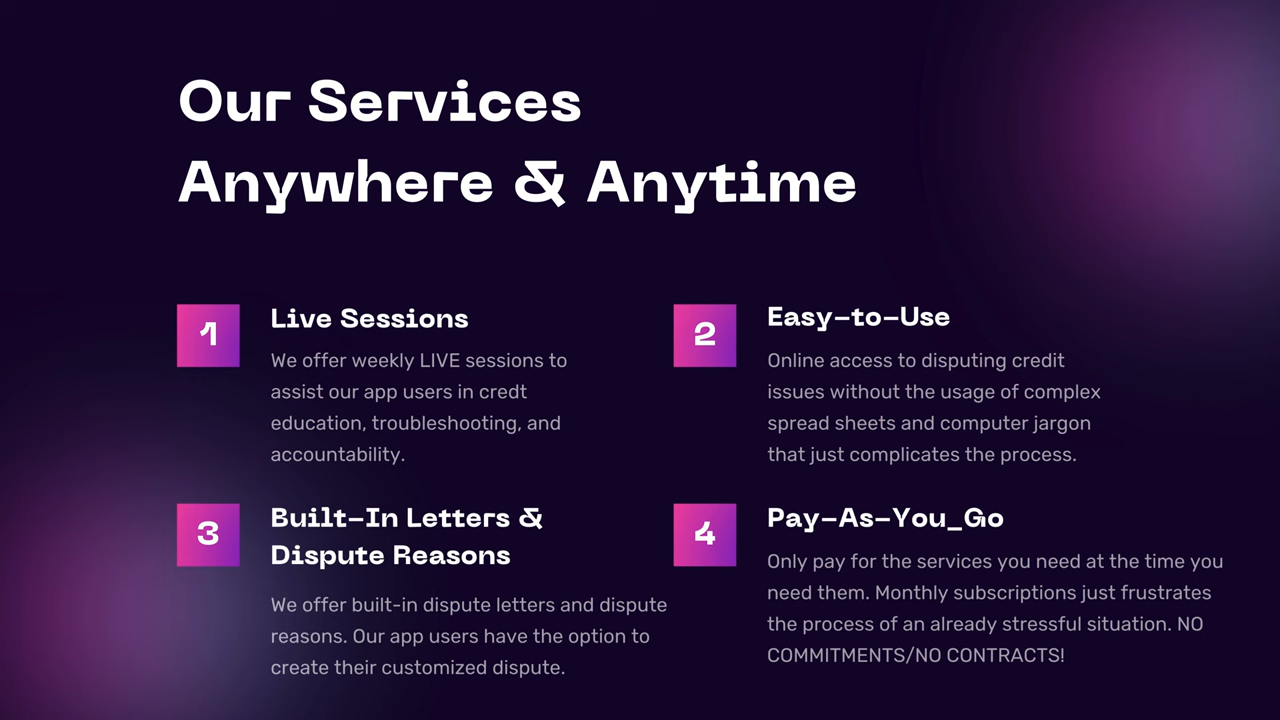 Our Services
Anywhere & Anytime
1
Live Sessions
We offer weekly LIVE sessions to
assist our app users in credt
education, troubleshooting, and
accountability.
2
Easy-to-Use
Online access to disputing credit
issues without the usage of complex
spread sheets and computer jargon
that just complicates the process.
3
Built-In Letters &
Dispute Reasons
We offer built-in dispute letters and dispute
reasons. Our app users have the option to
create their customized dispute.
4
Pay-As-You_Go
Only pay for the services you need at the time you
need them. Monthly subscriptions just frustrates
the process of an already stressful situation. NO
COMMITMENTS/NO CONTRACTS!